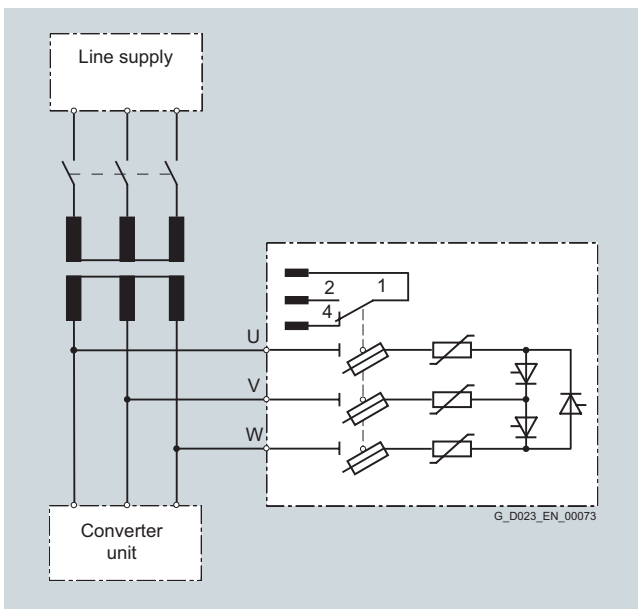 Line supply
2
1
4
U
V
W
G_D023_EN_00073
Converter
unit